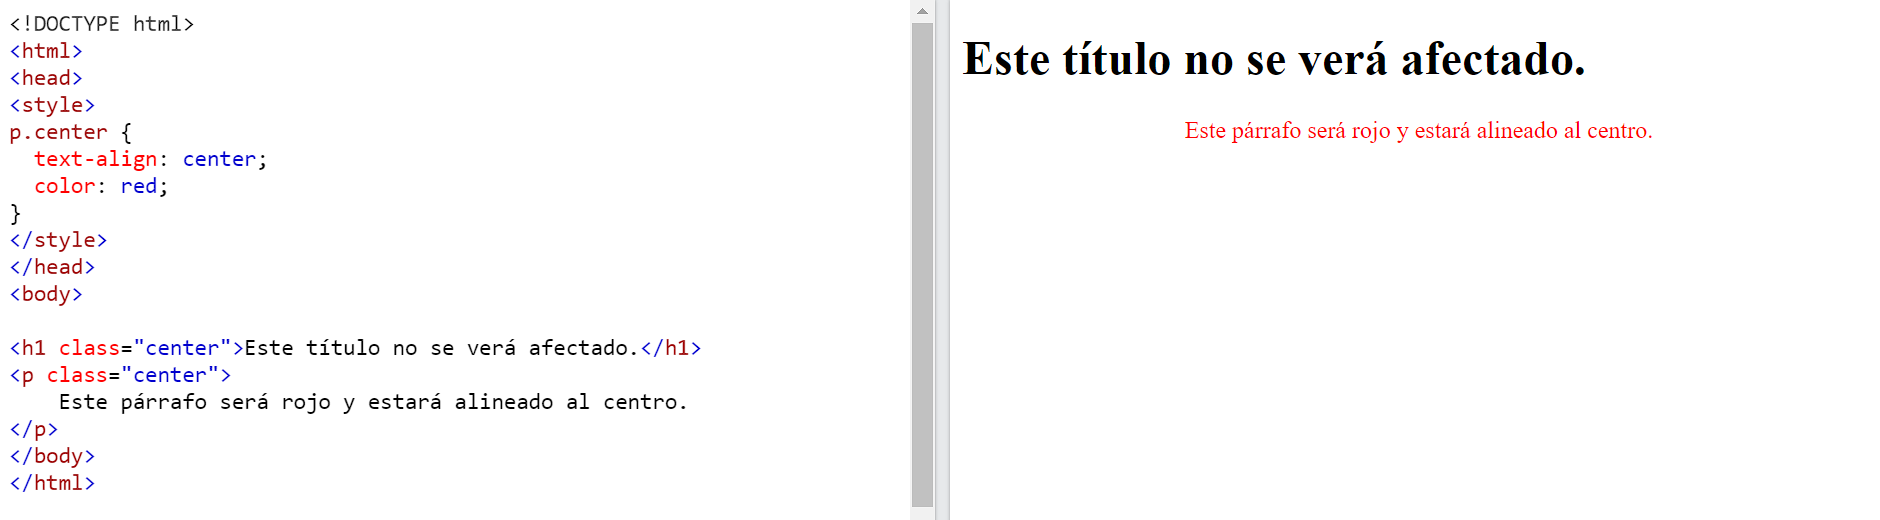 <!DOCTYPE html>
<html>
<head>
<style>
p.center {
  text-align: center;
  color: red;
}
</style>
</head>
<body>

<h1 class="center">Este título no se verá afectado.</h1>
<p class="center">
    Este párrafo será rojo y estará alineado al centro.
</p>
</body>
</html>
Este título no se verá afectado.
Este párrafo será rojo y estará alineado al centro.